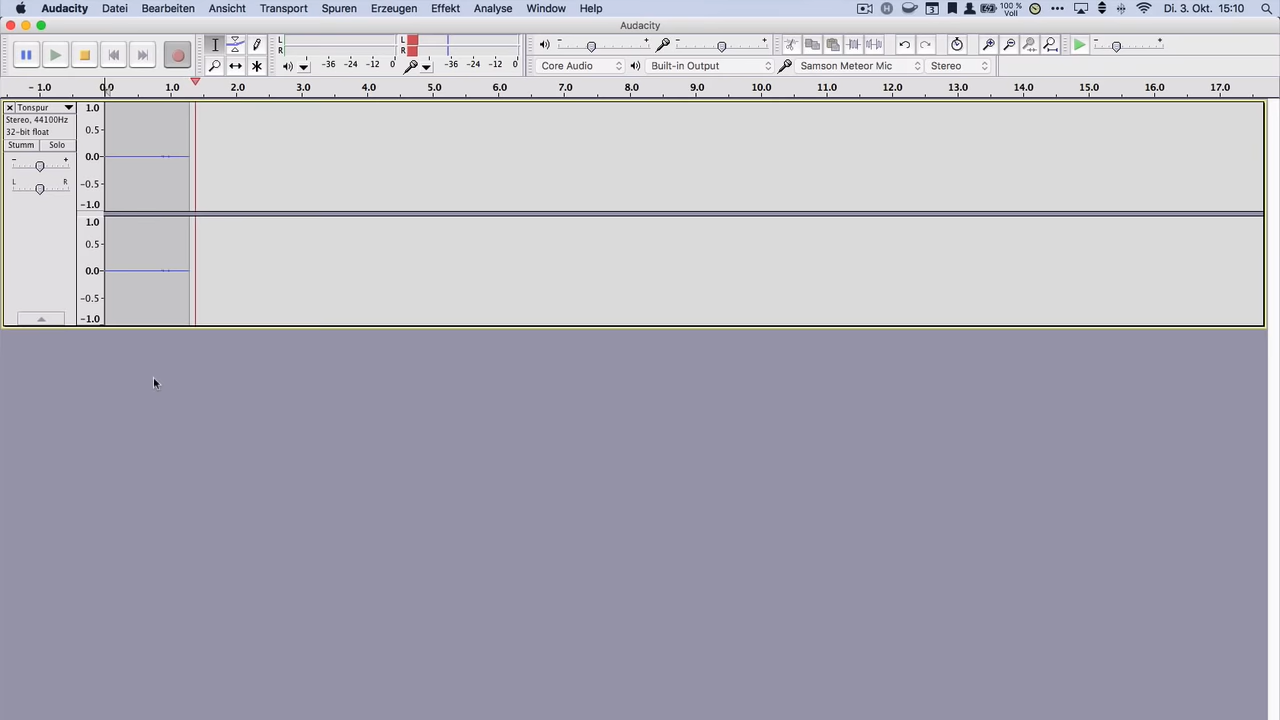 Audacity Datei Bearbeiten Ansicht Transport Spuren Erzeugen Effekt Analyse Window Help H 3 100 % Voll Di. 3. Okt. 15:10
Audacity
L R L R
-36 -24 -12 0 -36 -24 -12 0
- + - + - +
Core Audio Built-in Output Samson Meteor Mic Stereo
- 1.0 0.0 1.0 2.0 3.0 4.0 5.0 6.0 7.0 8.0 9.0 10.0 11.0 12.0 13.0 14.0 15.0 16.0 17.0
Tonspur
Stereo, 44100Hz
32-bit float
Stumm Solo
- +
L R
1.0
0.5
0.0
-0.5
-1.0
1.0
0.5
0.0
-0.5
-1.0